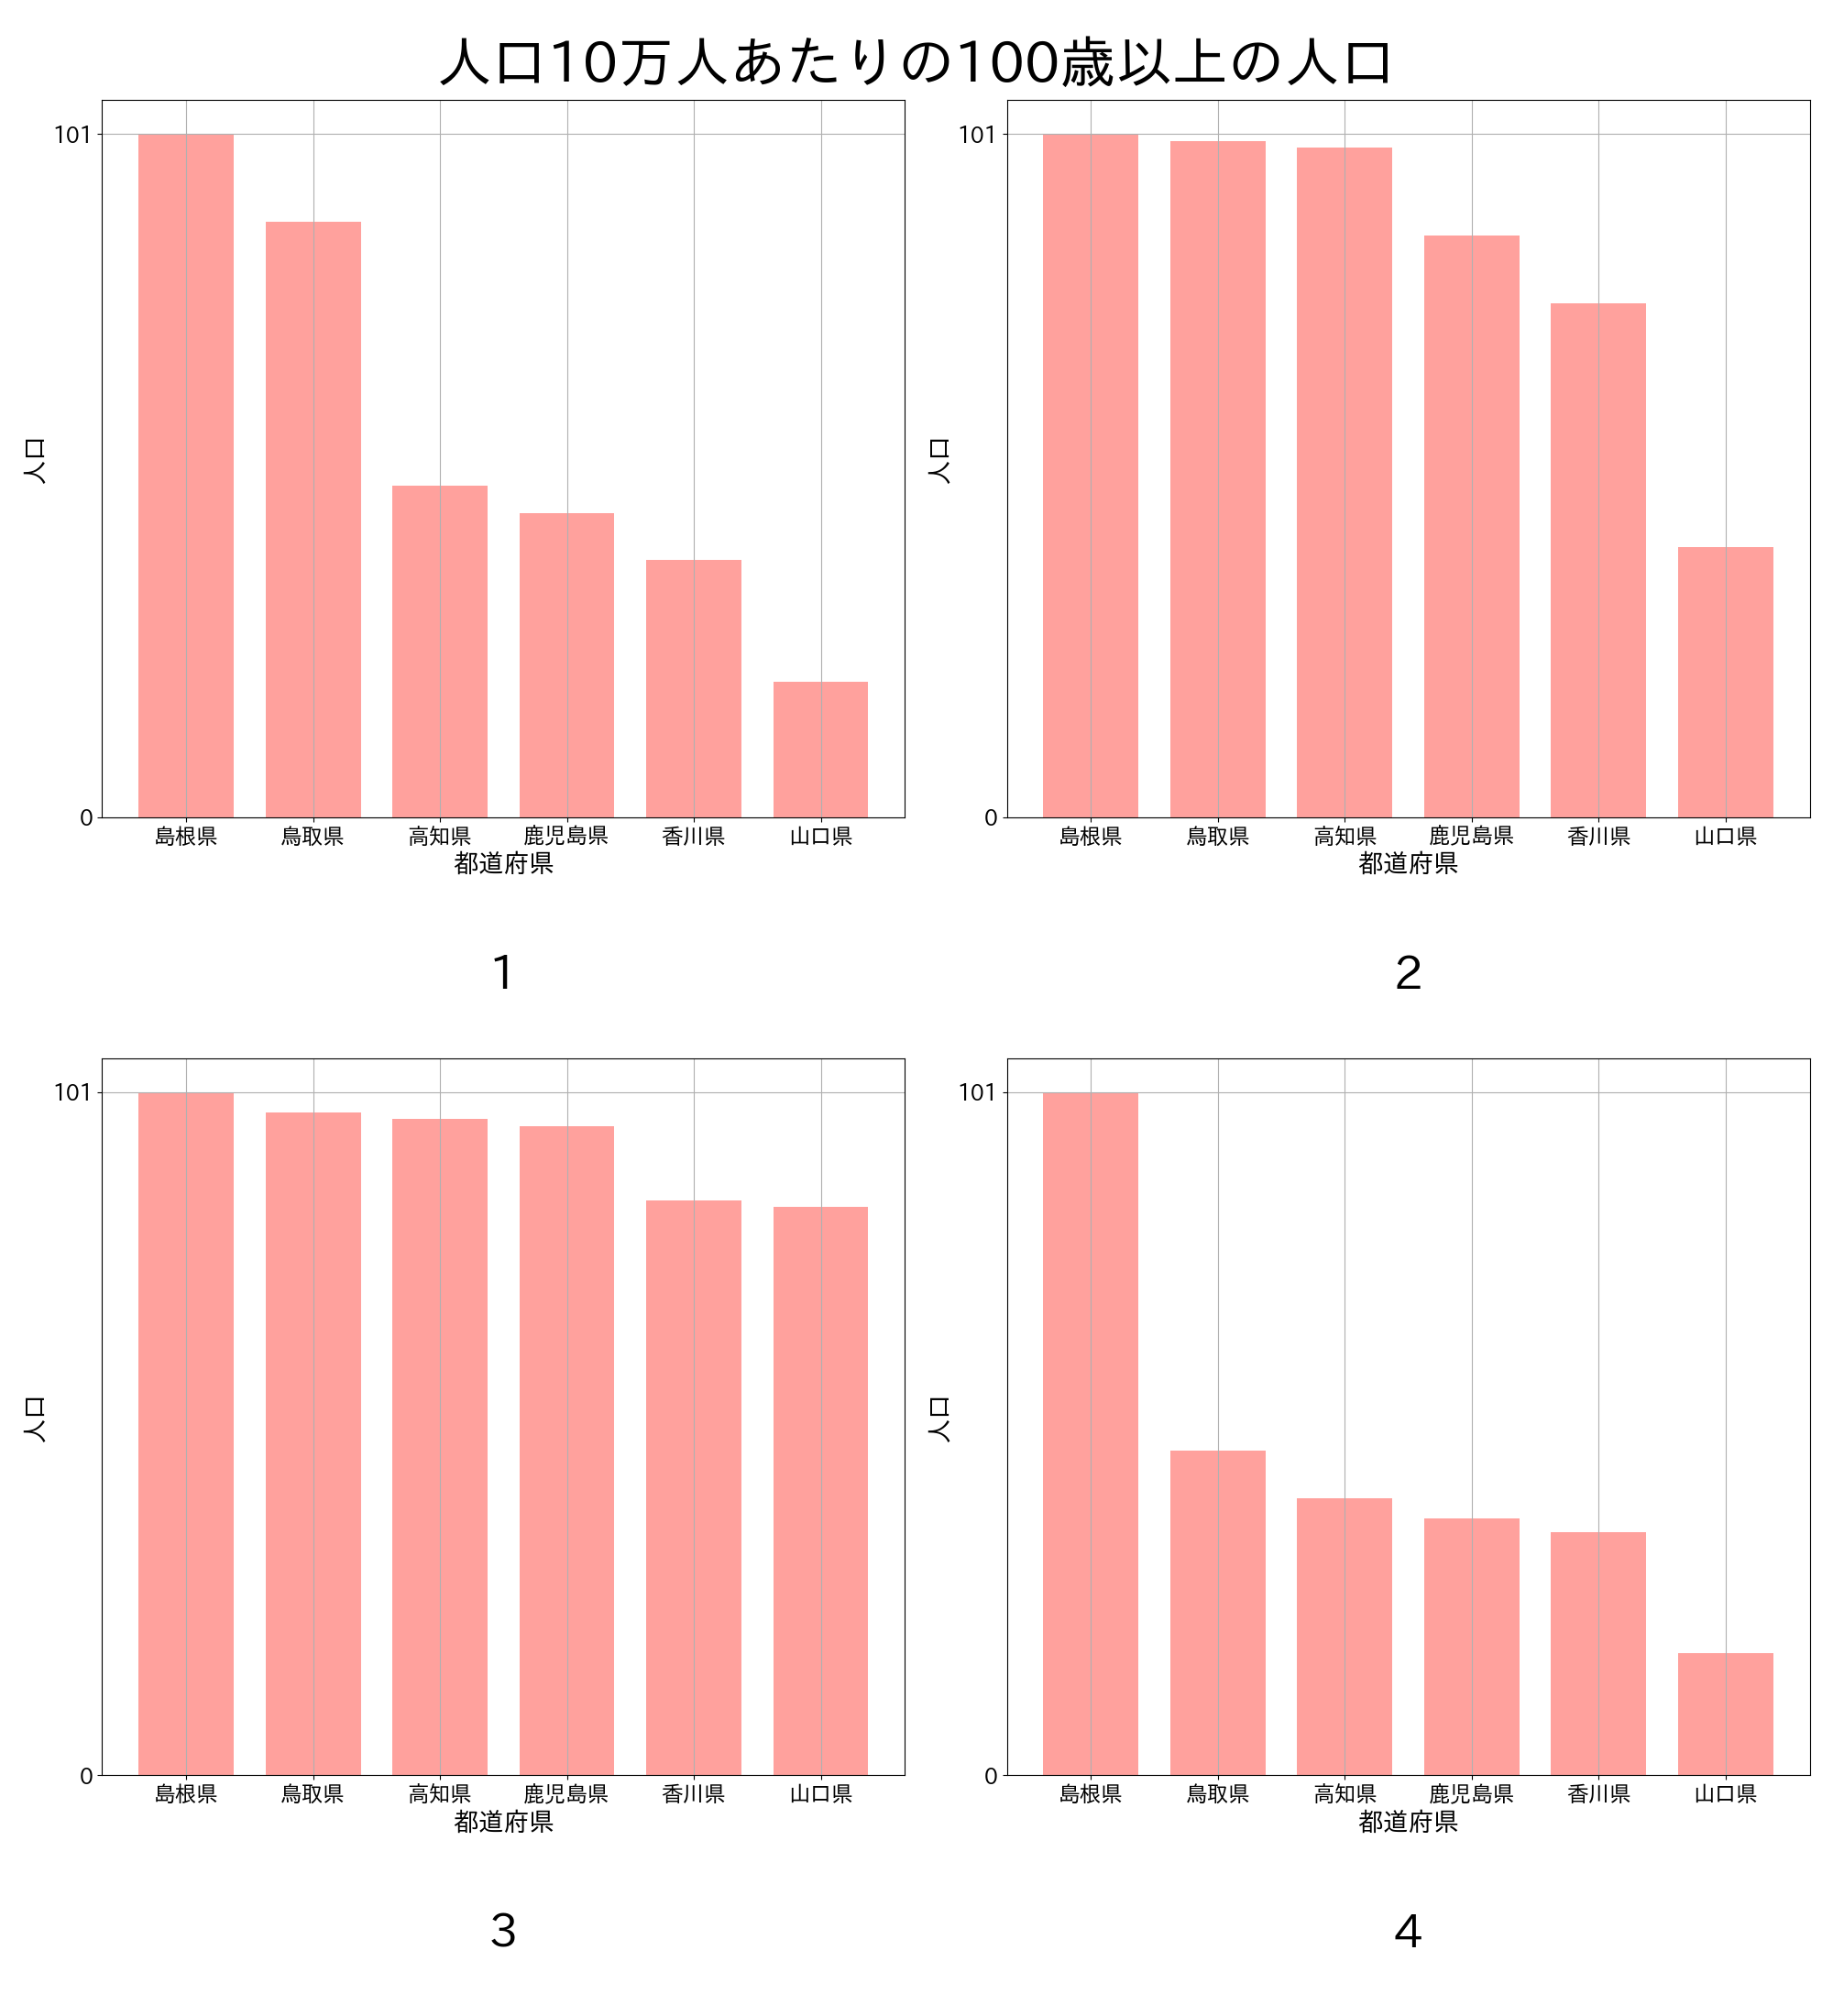 人口10万人あたりの100歳以上の人口
101
0
人口
島根県 鳥取県 高知県 鹿児島県 香川県 山口県
都道府県
1
101
0
人口
島根県 鳥取県 高知県 鹿児島県 香川県 山口県
都道府県
2
101
0
人口
島根県 鳥取県 高知県 鹿児島県 香川県 山口県
都道府県
3
101
0
人口
島根県 鳥取県 高知県 鹿児島県 香川県 山口県
都道府県
4